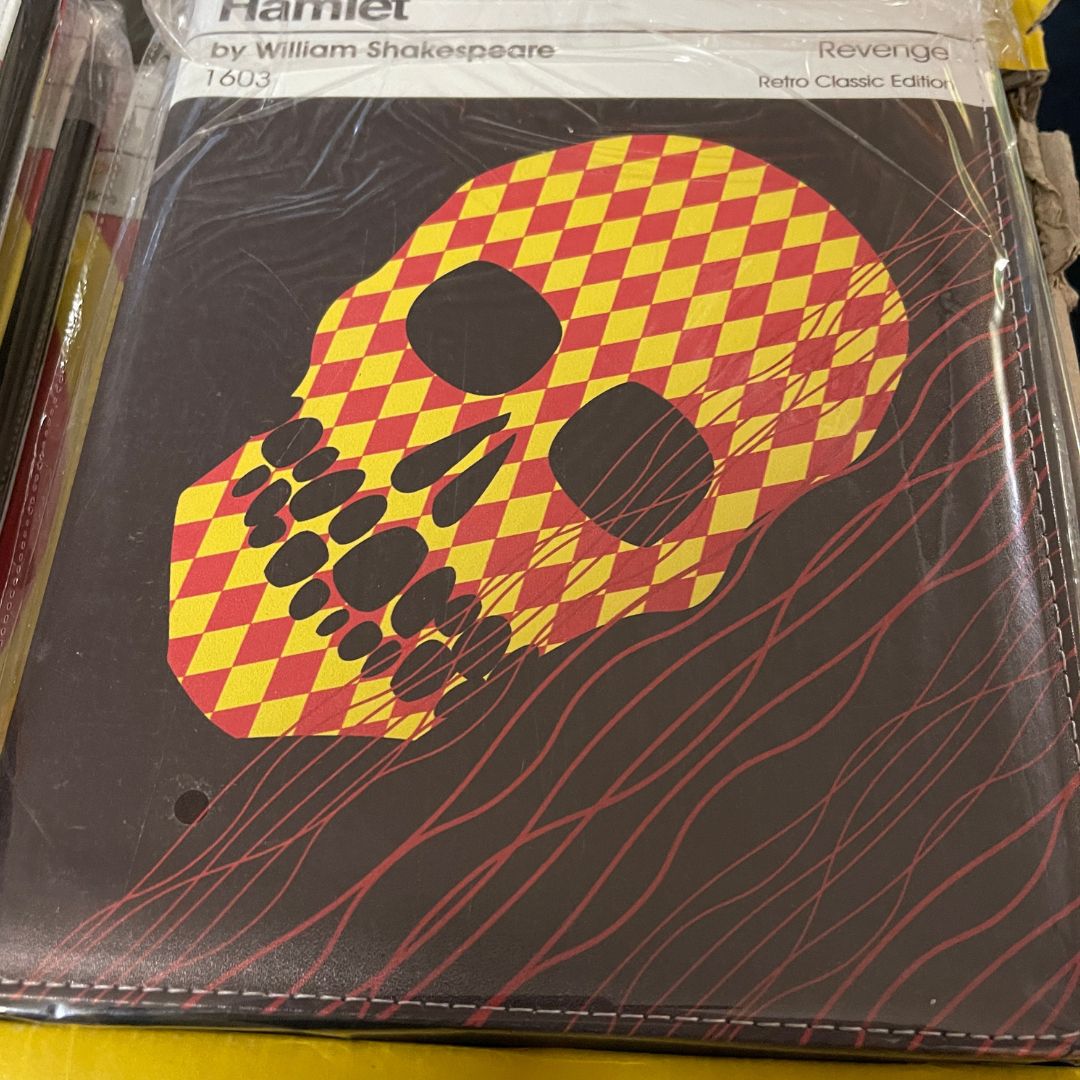 Hamlet
by William Shakespeare
Revenge
1603
Retro Classic Edition